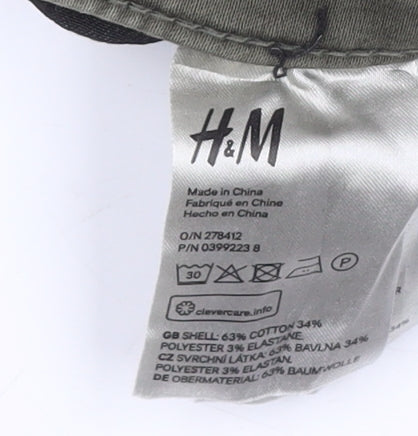 H&M
Made in China
Fabriqué en Chine
Hecho en China
O/N 278412
P/N 0399223 8
30 P
clevercare.info
GB SHELL: 63% COTTON 34%
POLYESTER 3% ELASTANE
CZ SVRCHNÍ LÁTKA: 63% BAVLNA 34%
POLYESTER 3% ELASTAN.
DE OBERMATERIAL: 63% BAUMWOLLE